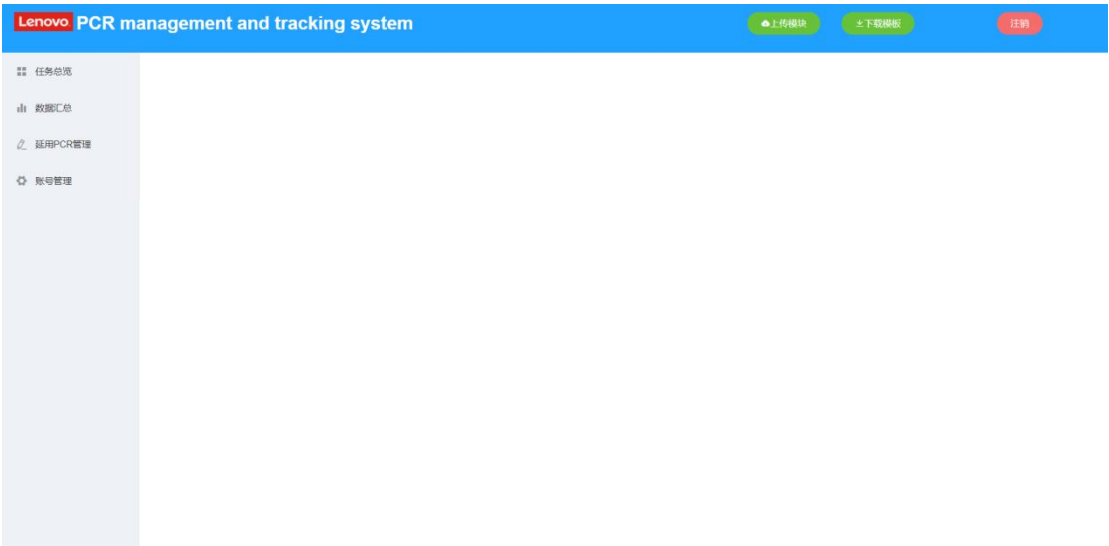 Lenovo PCR management and tracking system
上传模块
下载模板
注销
任务总览
数据汇总
延用PCR管理
账号管理